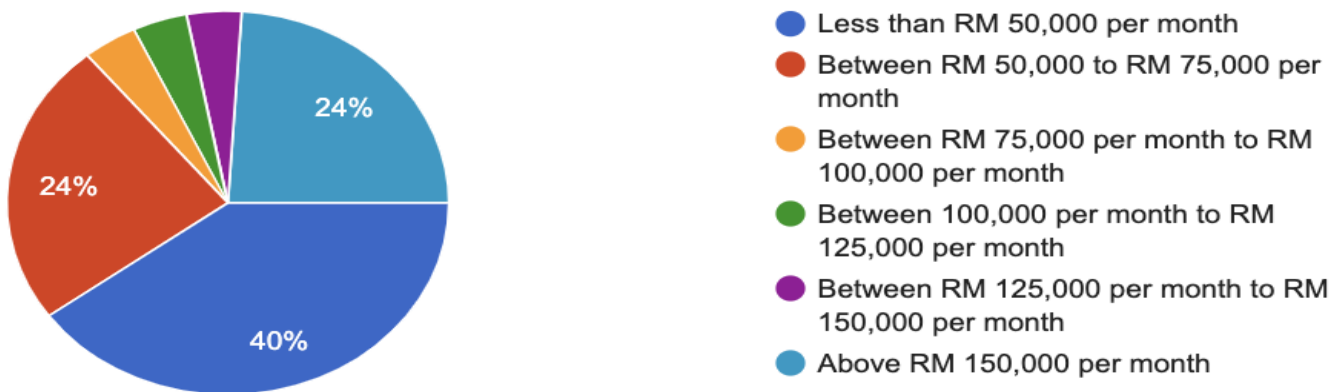 24%
24%
40%
Less than RM 50,000 per month
Between RM 50,000 to RM 75,000 per
month
Between RM 75,000 per month to RM
100,000 per month
Between 100,000 per month to RM
125,000 per month
Between RM 125,000 per month to RM
150,000 per month
Above RM 150,000 per month